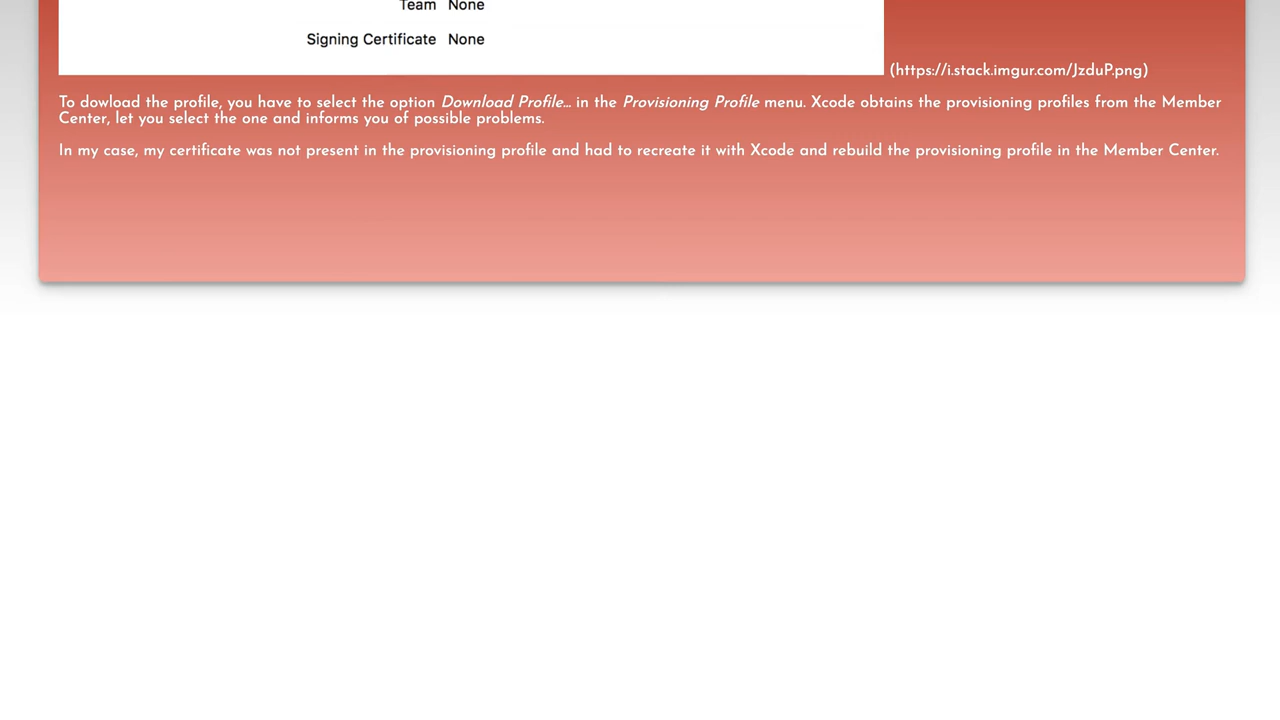 Team None
Signing Certificate None
(https://i.stack.imgur.com/JzduP.png)
To dowload the profile, you have to select the option Download Profile... in the Provisioning Profile menu. Xcode obtains the provisioning profiles from the Member
Center, let you select the one and informs you of possible problems.
In my case, my certificate was not present in the provisioning profile and had to recreate it with Xcode and rebuild the provisioning profile in the Member Center.